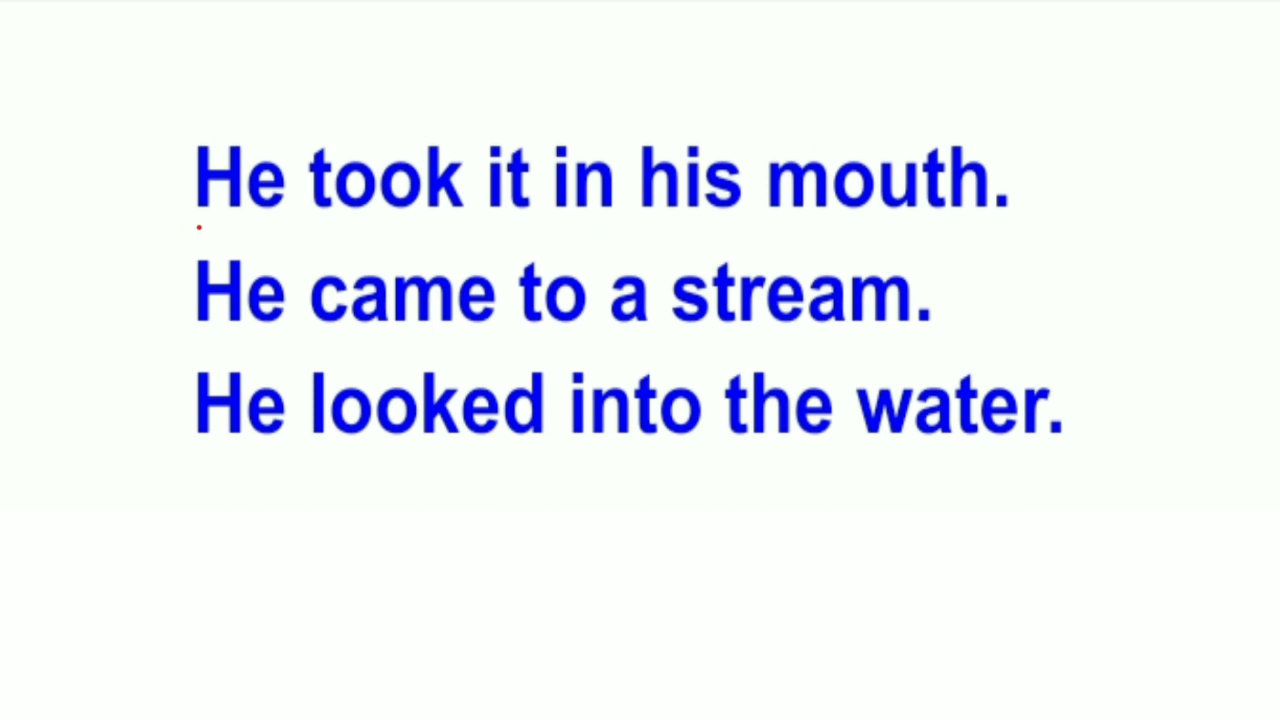 He took it in his mouth.
He came to a stream.
He looked into the water.